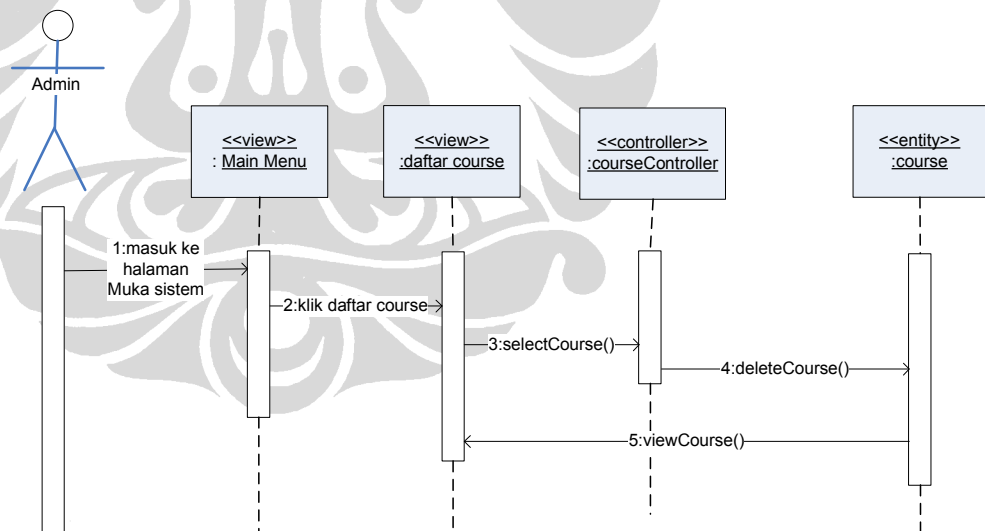 Admin
<<view>>
: Main Menu
<<view>>
:daftar course
<<controller>>
:courseController
<<entity>>
:course
1:masuk ke
halaman
Muka sistem
2:klik daftar course
3:selectCourse()
4:deleteCourse()
5:viewCourse()